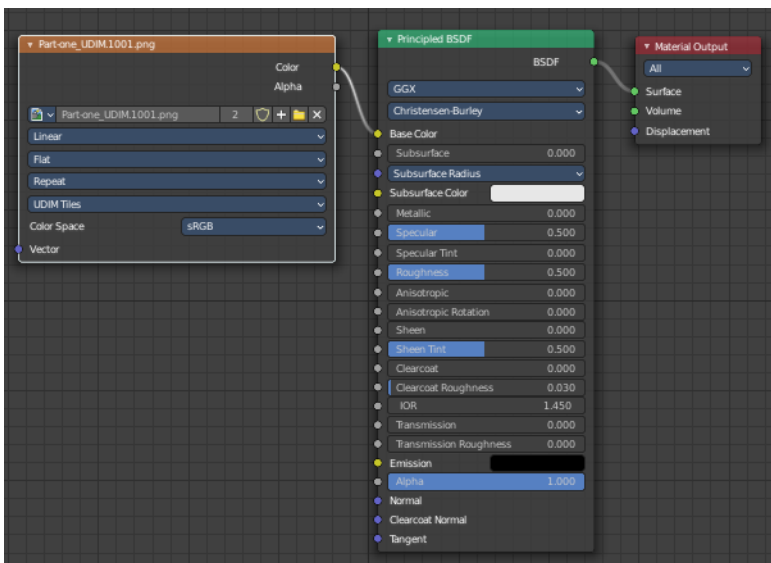 Part-one_UDIM.1001.png
Color
Alpha
Part-one_UDIM.1001.png 2
Linear
Flat
Repeat
UDIM Tiles
Color Space sRGB
Vector
Principled BSDF
BSDF
GGX
Christensen-Burley
Base Color
Subsurface 0.000
Subsurface Radius
Subsurface Color
Metallic 0.000
Specular 0.500
Specular Tint 0.000
Roughness 0.500
Anisotropic 0.000
Anisotropic Rotation 0.000
Sheen 0.000
Sheen Tint 0.500
Clearcoat 0.000
Clearcoat Roughness 0.030
IOR 1.450
Transmission 0.000
Transmission Roughness 0.000
Emission
Alpha 1.000
Normal
Clearcoat Normal
Tangent
Material Output
All
Surface
Volume
Displacement